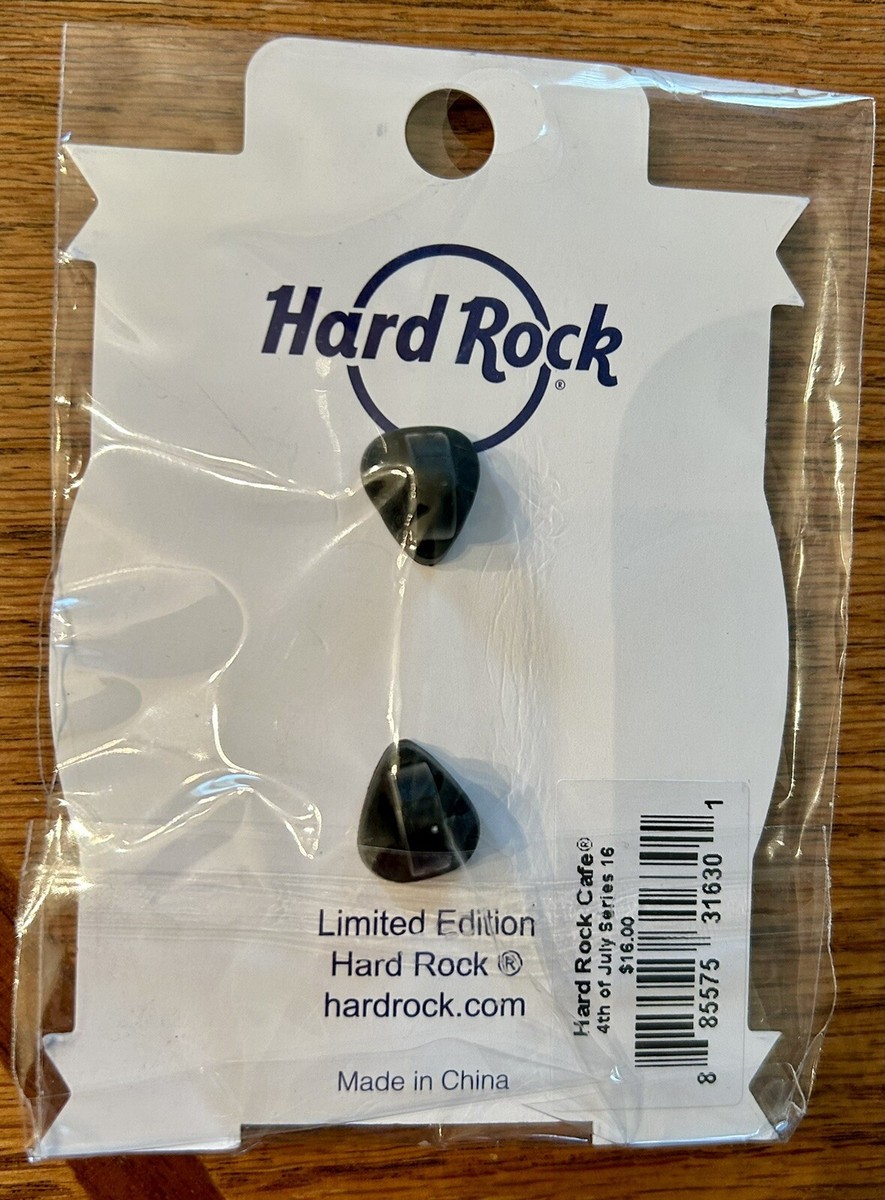 Hard Rock
®
Limited Edition
Hard Rock ®
hardrock.com
Made in China
Hard Rock Cafe®
4th of July Series 16
$16.00
8 85575 31630 1